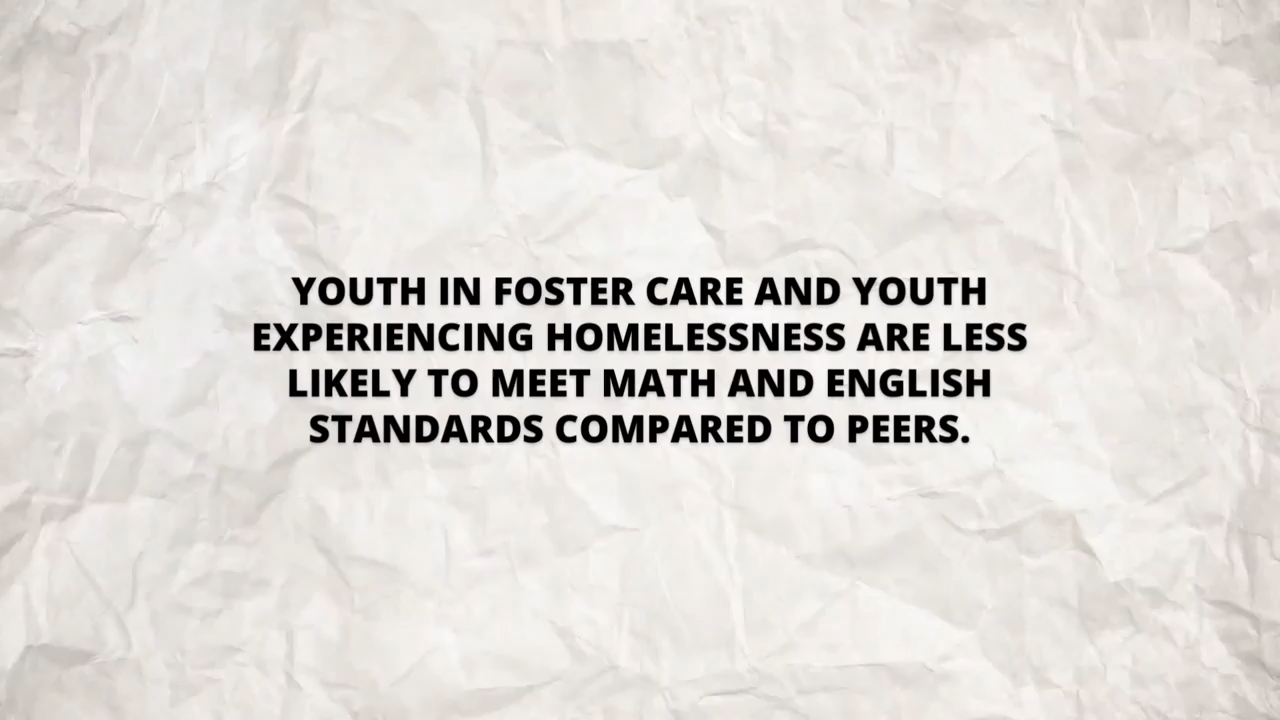 YOUTH IN FOSTER CARE AND YOUTH
EXPERIENCING HOMELESSNESS ARE LESS
LIKELY TO MEET MATH AND ENGLISH
STANDARDS COMPARED TO PEERS.